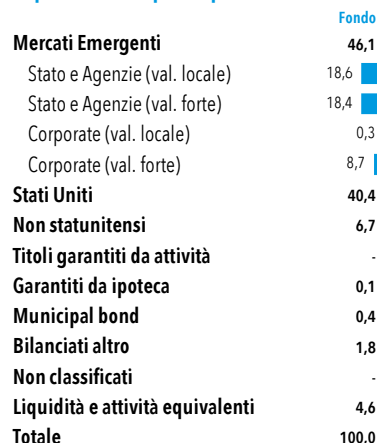 Fondo
Mercati Emergenti 46,1
Stato e Agenzie (val. locale) 18,6
Stato e Agenzie (val. forte) 18,4
Corporate (val. locale) 0,3
Corporate (val. forte) 8,7
Stati Uniti 40,4
Non statunitensi 6,7
Titoli garantiti da attività -
Garantiti da ipoteca 0,1
Municipal bond 0,4
Bilanciati altro 1,8
Non classificati -
Liquidità e attività equivalenti 4,6
Totale 100,0